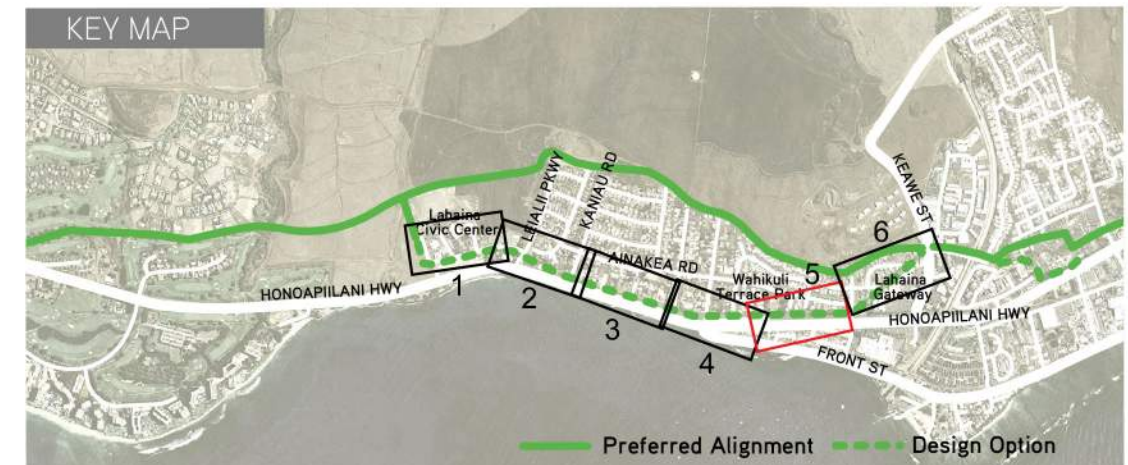 KEY MAP
KEAWE ST
LEIALII PKWY
KANIAU RD
Lahaina
Civic Center
6
AINAKEA RD
5
Wahikuli
Terrace Park
Lahaina
Gateway
HONOAPIILANI HWY
1
2
3
4
HONOAPIILANI HWY
FRONT ST
Preferred Alignment
Design Option